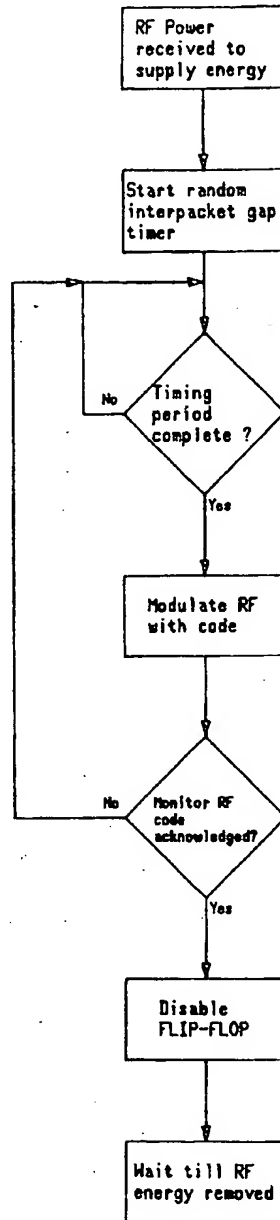 RF Power
received to
supply energy
Start random
interpacket gap
timer
No
Timing
period
complete ?
Yes
Modulate RF
with code
No
Monitor RF
code
acknowledged?
Yes
Disable
FLIP-FLOP
Wait till RF
energy removed